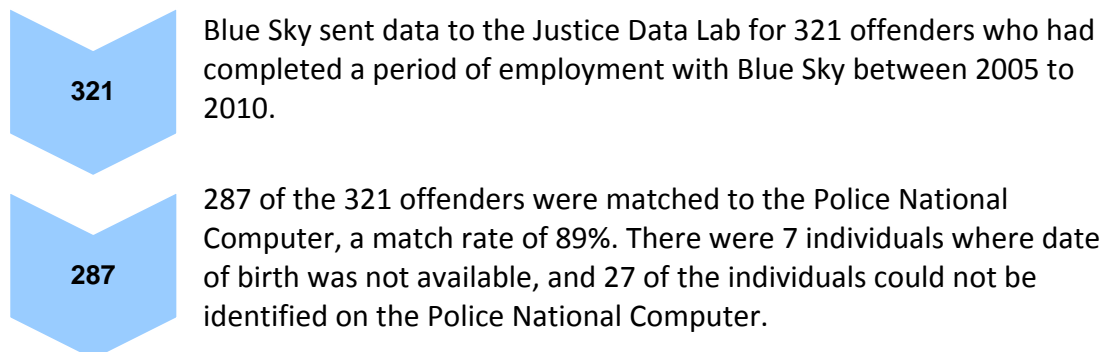 Blue Sky sent data to the Justice Data Lab for 321 offenders who had
completed a period of employment with Blue Sky between 2005 to
2010.
321
287 of the 321 offenders were matched to the Police National
Computer, a match rate of 89%. There were 7 individuals where date
of birth was not available, and 27 of the individuals could not be
identified on the Police National Computer.
287